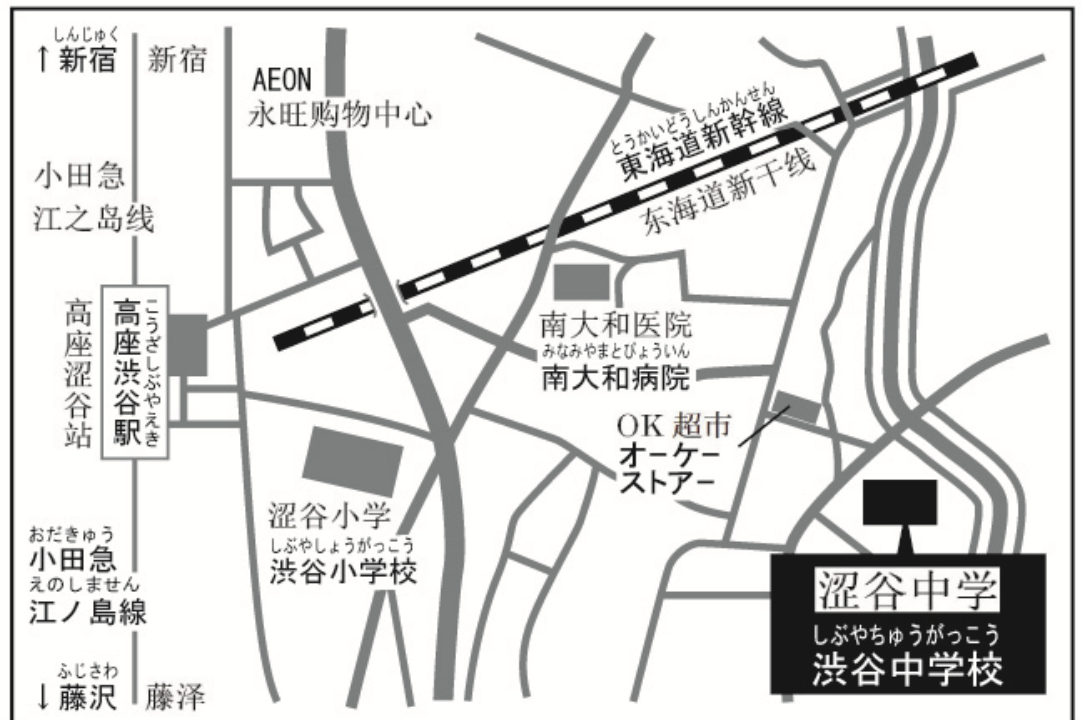 しんじゅく
↑新宿 新宿
AEON
永旺购物中心
とうかいどうしんかんせん
東海道新幹線
东海道新干线
小田急
江之岛线
高座涩谷站
高座渋谷駅
こうざしぶやえき
南大和医院
みなみやまとびょういん
南大和病院
OK 超市
オーケー
ストアー
涩谷小学
しぶやしょうがっこう
渋谷小学校
おだきゅう
小田急
えのしません
江ノ島線
涩谷中学
しぶやちゅうがっこう
渋谷中学校
ふじさわ
↓藤沢 藤泽